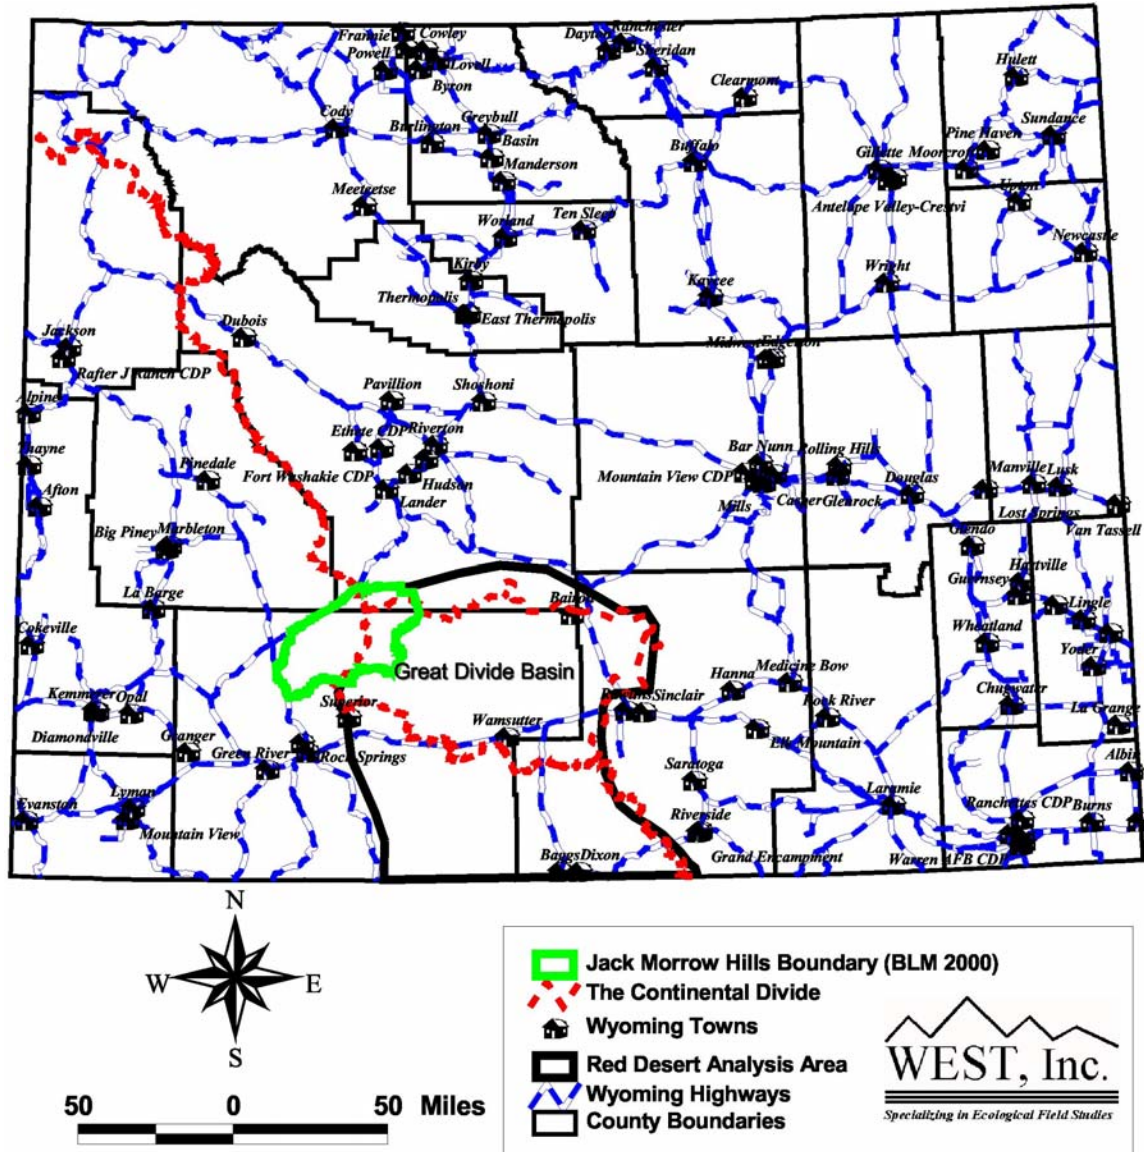 Frannie Cowley
Powell
Lovell
Byron
Dayton Ranchester
Sheridan
Clearmont
Hulett
Cody
Burlington
Greybull
Basin
Manderson
Buffalo
Gillette
Pine Haven
Sundance
Upton
Meeteetse
Worland
Ten Sleep
Antelope Valley-Crestvi
Newcastle
Kirby
Kaycee
Wright
Thermopolis
East Thermopolis
Dubois
Jackson
Rafter J Ranch CDP
Edgerton
Alpine
Pavillion
Shoshoni
Ethete CDP
Riverton
Bar Nunn
Rolling Hills
Fort Washakie CDP
Hudson
Lander
Mountain View CDP
Casper
Glenrock
Mills
Douglas
Manville
Lusk
Lost Springs
Van Tassell
Pinedale
Afton
Big Piney
Marbleton
La Barge
Glendo
Hartville
Guernsey
Lingle
Cokeville
Wheatland
Yoder
Great Divide Basin
Hanna
Medicine Bow
Chugwater
La Grange
Kemmerer
Opal
Superior
Sinclair
Rock River
Diamondville
Granger
Wamsutter
Elk Mountain
Green River
Rock Springs
Saratoga
Laramie
Evanston
Lyman
Mountain View
Riverside
Ranchettes CDP
Burns
Baggs
Dixon
Grand Encampment
Warren AFB CDP
N
W
E
S
50 0 50 Miles
Jack Morrow Hills Boundary (BLM 2000)
The Continental Divide
Wyoming Towns
Red Desert Analysis Area
Wyoming Highways
County Boundaries
WEST, Inc.
Specializing in Ecological Field Studies